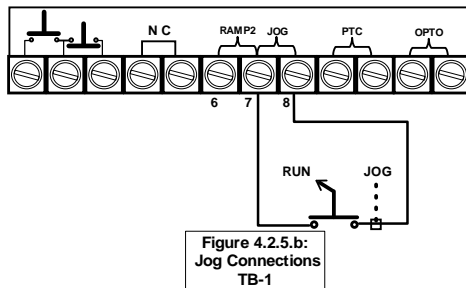 N C
RAMP2 JOG PTC OPTO
6 7 8
RUN JOG
Figure 4.2.5.b:
Jog Connections
TB-1